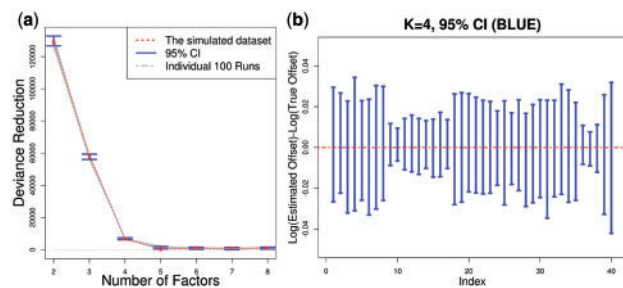 (a)
The simulated dataset
95% CI
Individual 100 Runs
Deviance Reduction
0 20000 60000 100000 120000
2 3 4 5 6 7 8
Number of Factors
(b)
K=4, 95% CI (BLUE)
Log(Estimated Offset)-Log(True Offset)
-0.04 -0.02 0.00 0.02 0.04
0 10 20 30 40
Index